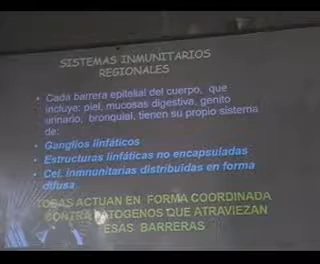 SISTEMAS INMUNITARIOS
REGIONALES
• Cada barrera epitelial del cuerpo, que
incluye: piel, mucosas digestiva, genito
urinario, bronquial, tienen su propio sistema
de:
• Ganglios linfáticos
• Estructuras linfáticas no encapsuladas
• Cel. inmnunitarias distribuidas en forma
difusa
TODAS ACTUAN EN FORMA COORDINADA
CONTRA PATOGENOS QUE ATRAVIEZAN
ESAS BARRERAS